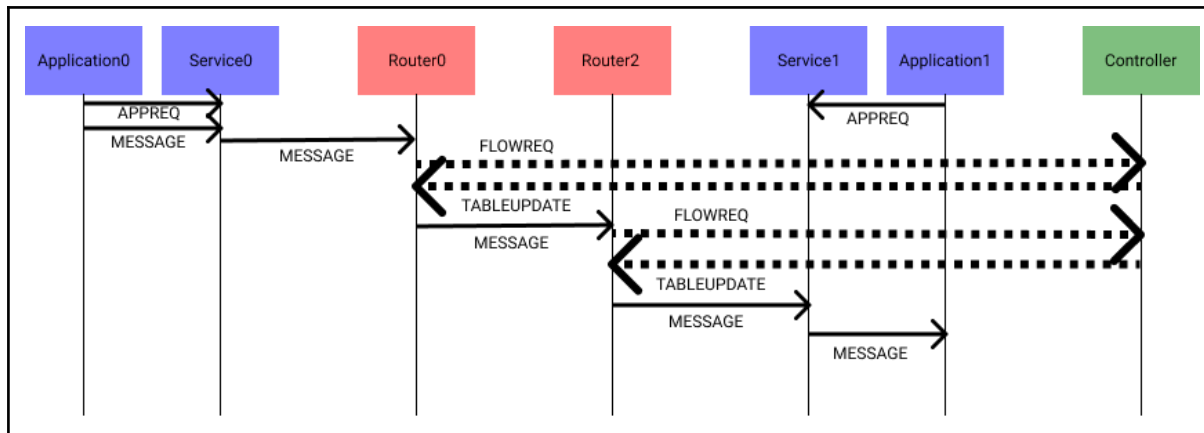 Application0
Service0
Router0
Router2
Service1
Application1
Controller
APPREQ
APPREQ
MESSAGE
MESSAGE
FLOWREQ
TABLEUPDATE
FLOWREQ
MESSAGE
TABLEUPDATE
MESSAGE
MESSAGE